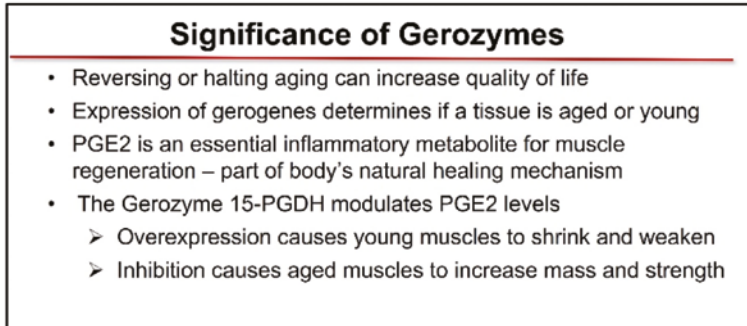 Significance of Gerozymes
• Reversing or halting aging can increase quality of life
• Expression of gerogenes determines if a tissue is aged or young
• PGE2 is an essential inflammatory metabolite for muscle
regeneration – part of body's natural healing mechanism
• The Gerozyme 15-PGDH modulates PGE2 levels
➢ Overexpression causes young muscles to shrink and weaken
➢ Inhibition causes aged muscles to increase mass and strength